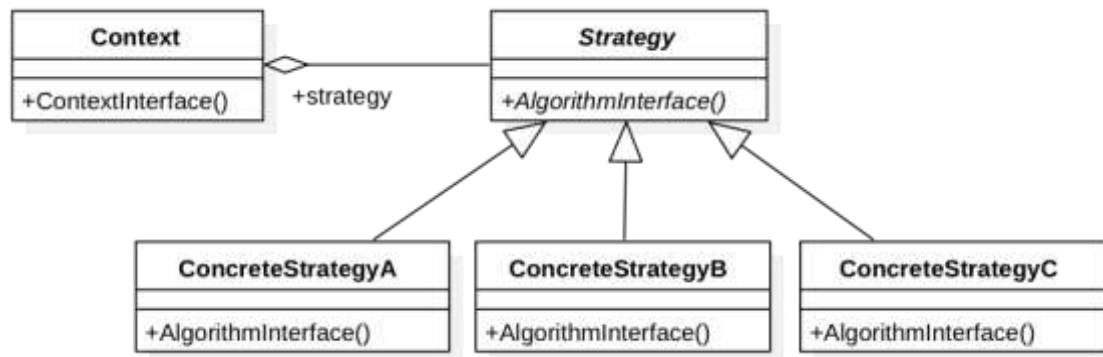 Context
Strategy
+ContextInterface()
+strategy
+AlgorithmInterface()
ConcreteStrategyA
ConcreteStrategyB
ConcreteStrategyC
+AlgorithmInterface()
+AlgorithmInterface()
+AlgorithmInterface()